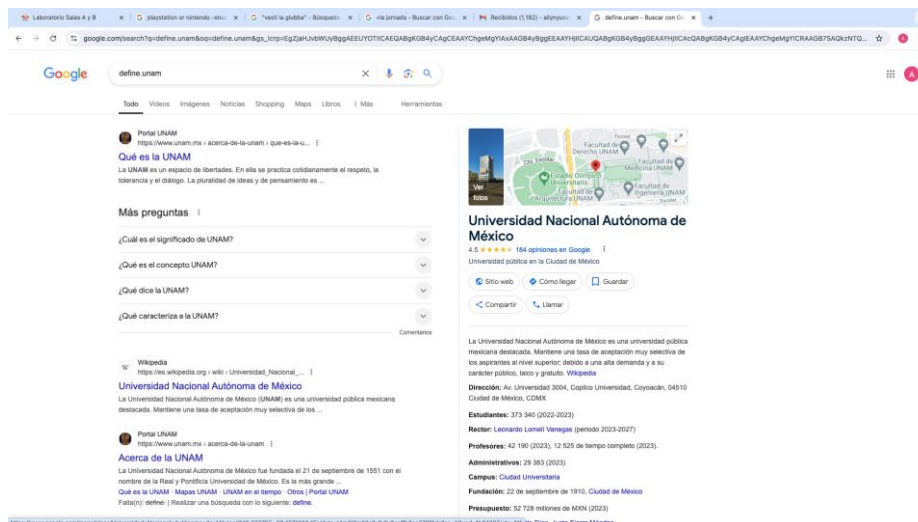 Laboratorio Salas A y B
playstation or nintendo -stea
"vesti la giubba" - Búsqueda
Buscar con Goo
Recibidos (1,182) - allynyuso
define.unam - Buscar con Go
Google
define.unam
Todo Videos Imágenes Noticias Shopping Maps Libros Más Herramientas
Portal UNAM
https://www.unam.mx › acerca-de-la-unam › que-es-la-u...
Qué es la UNAM
La UNAM es un espacio de libertades. En ella se practica cotidianamente el respeto, la
tolerancia y el diálogo. La pluralidad de ideas y de pensamiento es ...
Más preguntas
¿Cuál es el significado de UNAM?
¿Qué es el concepto UNAM?
¿Qué dice la UNAM?
¿Qué caracteriza a la UNAM?
Comentarios
W Wikipedia
https://es.wikipedia.org › wiki › Universidad_Nacional_...
Universidad Nacional Autónoma de México
La Universidad Nacional Autónoma de México (UNAM) es una universidad pública mexicana
destacada. Mantiene una tasa de aceptación muy selectiva de los ...
Portal UNAM
https://www.unam.mx › acerca-de-la-unam
Acerca de la UNAM
La Universidad Nacional Autónoma de México fue fundada el 21 de septiembre de 1551 con el
nombre de la Real y Pontificia Universidad de México. Es la más grande ...
Qué es la UNAM · Mapas UNAM · UNAM en el tiempo · Otros | Portal UNAM
Falta(n): define. | Realizar una búsqueda con lo siguiente: define.
Ver
fotos
Facultad de
Derecho UNAM
Facultad de
Medicina UNAM
Estadio Olímpico
Universitario
Facultad de
Arquitectura UNAM
Facultad de
Ingeniería UNAM
Universidad Nacional Autónoma de
México
4.5 184 opiniones en Google
Universidad pública en la Ciudad de México
Sitio web Cómo llegar Guardar
Compartir Llamar
La Universidad Nacional Autónoma de México es una universidad pública
mexicana destacada. Mantiene una tasa de aceptación muy selectiva de
los aspirantes al nivel superior; debido a una alta demanda y a su
carácter público, laico y gratuito. Wikipedia
Dirección: Av. Universidad 3004, Copilco Universidad, Coyoacán, 04510
Ciudad de México, CDMX
Estudiantes: 373 340 (2022-2023)
Rector: Leonardo Lomelí Vanegas (periodo 2023-2027)
Profesores: 42 190 (2023), 12 525 de tiempo completo (2023).
Administrativos: 29 383 (2023)
Campus: Ciudad Universitaria
Fundación: 22 de septiembre de 1910, Ciudad de México
Presupuesto: 52 728 millones de MXN (2023)